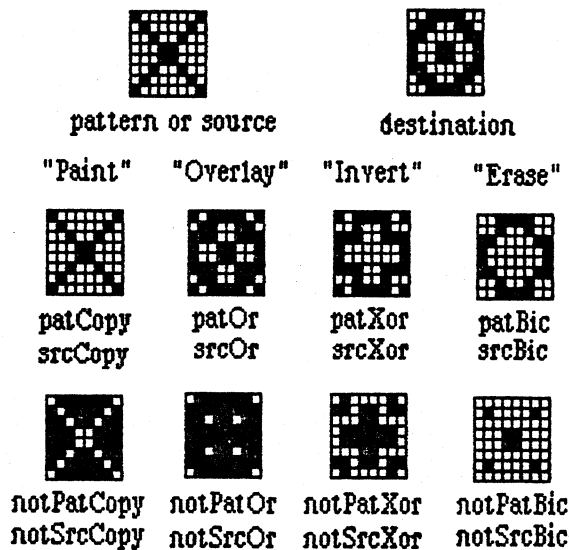 pattern or source destination
"Paint" "Overlay" "Invert" "Erase"
patCopy patOr patXor patBic
srcCopy srcOr srcXor srcBic
notPatCopy notPatOr notPatXor notPatBic
notSrcCopy notSrcOr notSrcXor notSrcBic